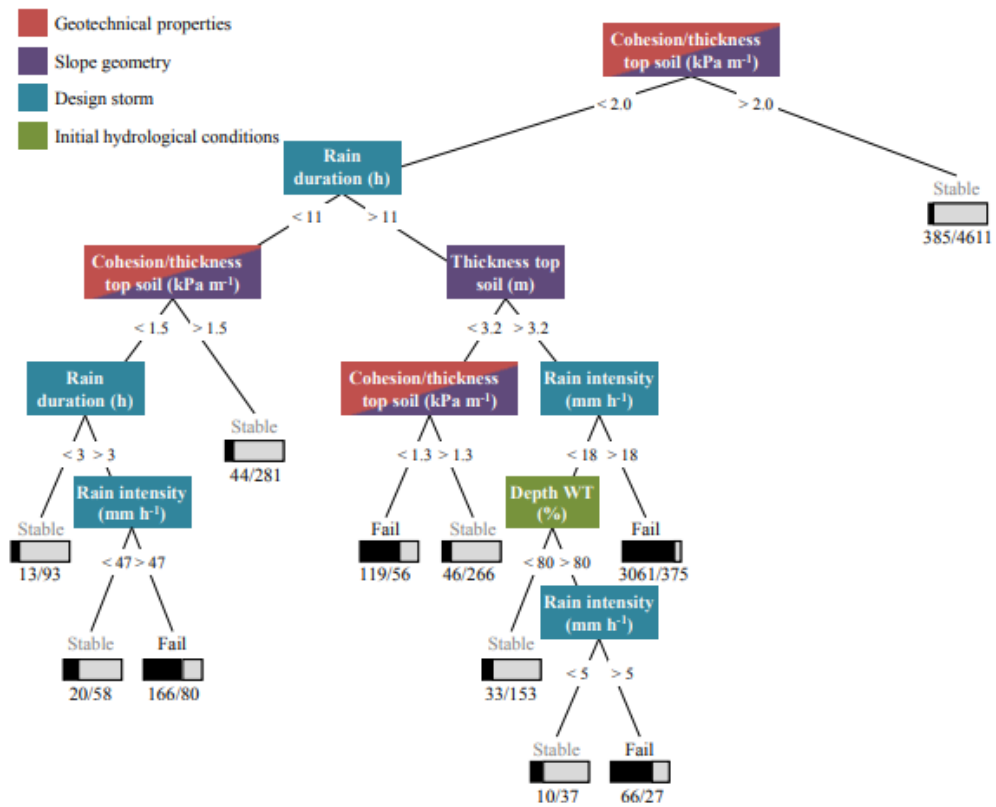 Geotechnical properties
Slope geometry
Design storm
Initial hydrological conditions
Cohesion/thickness
top soil (kPa m⁻¹)
< 2.0
> 2.0
Rain
duration (h)
Stable
385/4611
< 11
> 11
Cohesion/thickness
top soil (kPa m⁻¹)
Thickness top
soil (m)
< 1.5
> 1.5
< 3.2
> 3.2
Rain
duration (h)
Cohesion/thickness
top soil (kPa m⁻¹)
Rain intensity
(mm h⁻¹)
Stable
44/281
< 3
> 3
< 1.3
> 1.3
< 18
> 18
Rain intensity
(mm h⁻¹)
Depth WT
(%)
Stable
13/93
Fail
119/56
Stable
46/266
Fail
3061/375
< 47
> 47
< 80
> 80
Rain intensity
(mm h⁻¹)
Stable
20/58
Fail
166/80
Stable
33/153
< 5
> 5
Stable
10/37
Fail
66/27